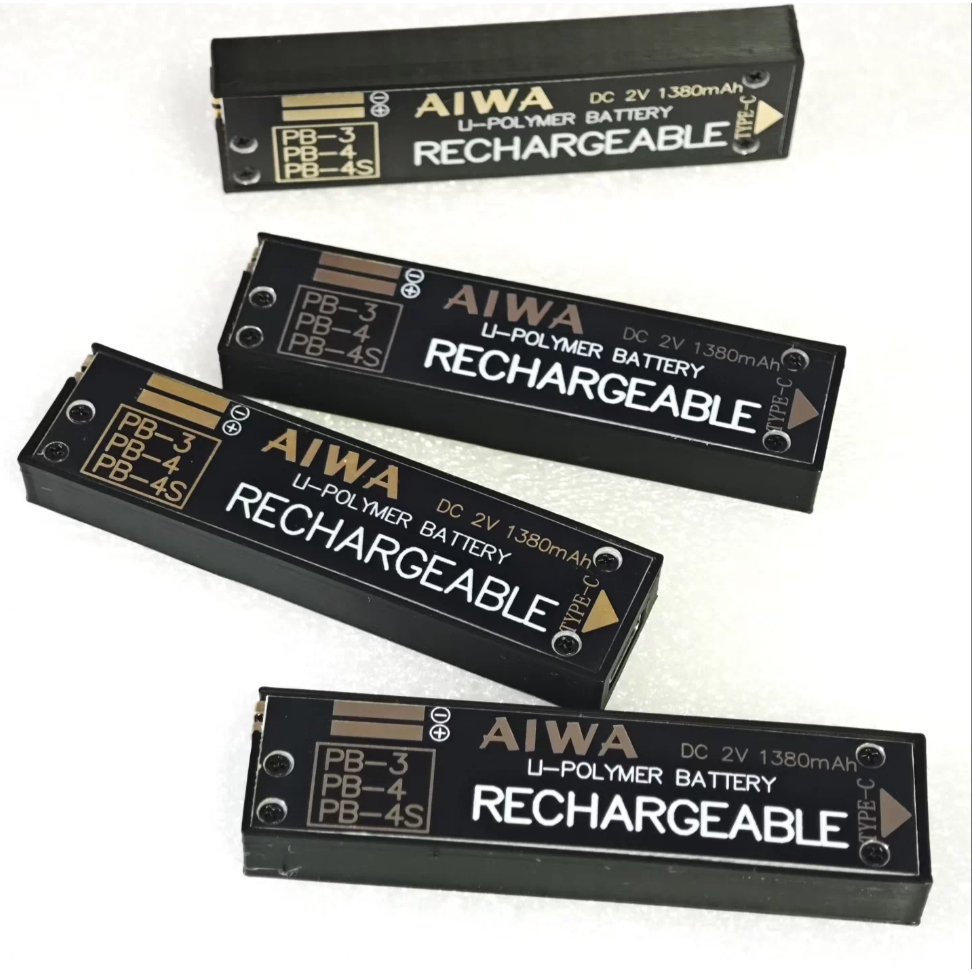 PB-3
PB-4
PB-4S
AIWA
DC 2V 1380mAh
LI-POLYMER BATTERY
RECHARGEABLE
TYPE-C
PB-3
PB-4
PB-4S
AIWA
DC 2V 1380mAh
LI-POLYMER BATTERY
RECHARGEABLE
TYPE-C
PB-3
PB-4
PB-4S
AIWA
DC 2V 1380mAh
LI-POLYMER BATTERY
RECHARGEABLE
TYPE-C
PB-3
PB-4
PB-4S
AIWA
DC 2V 1380mAh
LI-POLYMER BATTERY
RECHARGEABLE
TYPE-C